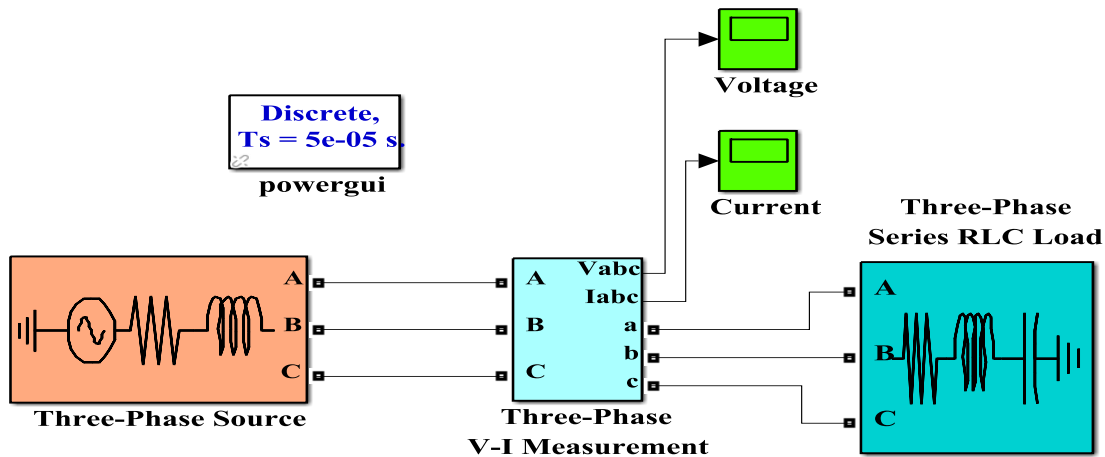 Voltage
Discrete,
Ts = 5e-05 s.
powergui
Current
Three-Phase
Series RLC Load
A
B
C
Three-Phase Source
A
B
C
Vabc
Iabc
a
b
c
Three-Phase
V-I Measurement
A
B
C